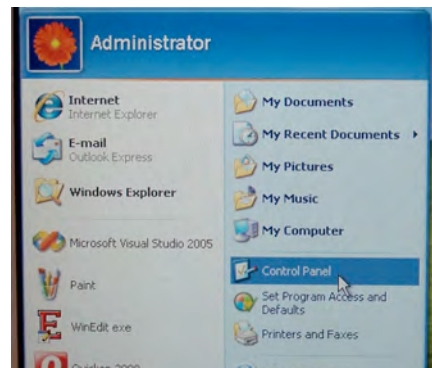 Administrator
Internet
Internet Explorer
E-mail
Outlook Express
Windows Explorer
Microsoft Visual Studio 2005
Paint
WinEdit exe
My Documents
My Recent Documents
My Pictures
My Music
My Computer
Control Panel
Set Program Access and
Defaults
Printers and Faxes